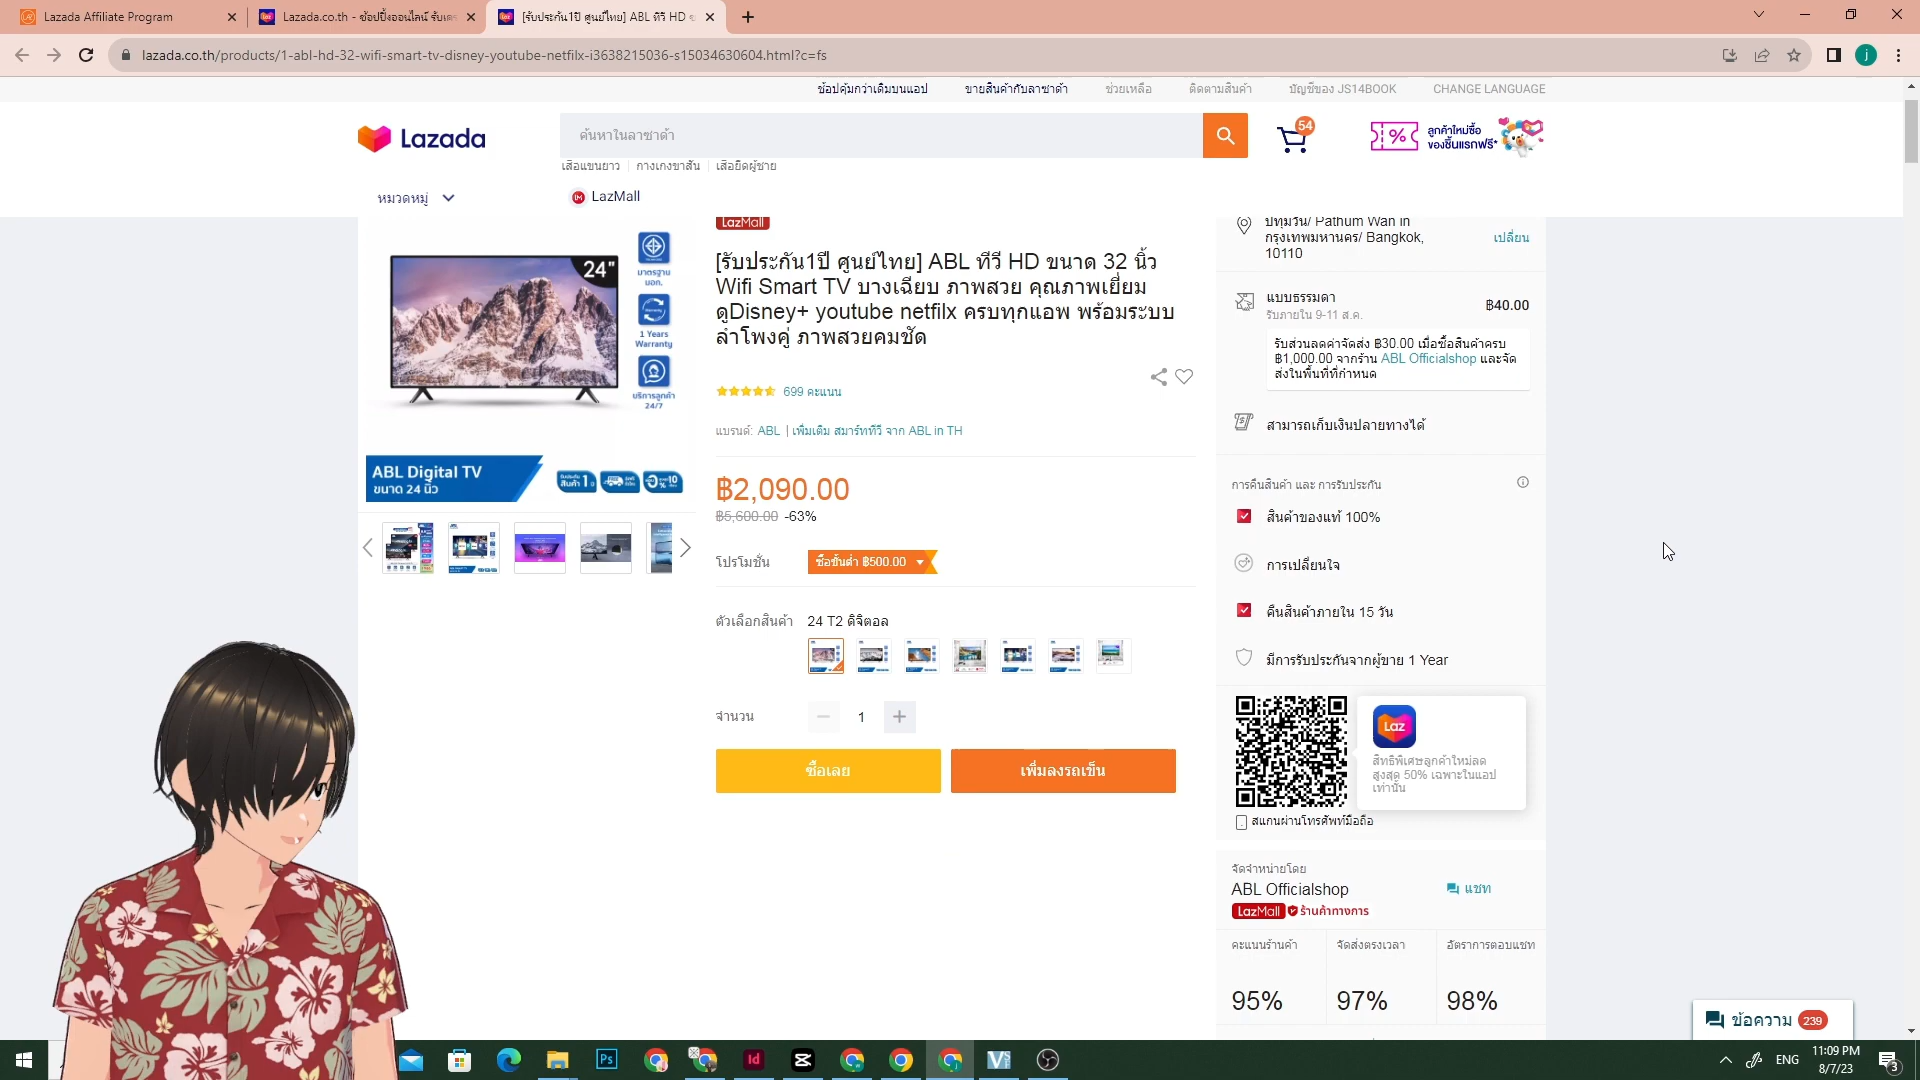 Lazada Affiliate Program
Lazada.co.th - ช้อปปิ้งออนไลน์ รับเคร
[รับประกัน1ปี ศูนย์ไทย] ABL ทีวี HD ข
lazada.co.th/products/1-abl-hd-32-wifi-smart-tv-disney-youtube-netfilx-i3638215036-s15034630604.html?c=fs
j
ช้อปคุ้มกว่าเดิมบนแอป
ขายสินค้ากับลาซาด้า
ช่วยเหลือ
ติดตามสินค้า
บัญชีของ JS14BOOK
CHANGE LANGUAGE
Lazada
ค้นหาในลาซาด้า
54
%
ลูกค้าใหม่ซื้อ
ของชิ้นแรกฟรี*
เสื้อแขนยาว
กางเกงขาสั้น
เสื้อยืดผู้ชาย
หมวดหมู่
LazMall
24"
มาตรฐาน
มอก.
1 Years
Warranty
บริการลูกค้า
24/7
ABL Digital TV
ขนาด 24 นิ้ว
LazMall
[รับประกัน1ปี ศูนย์ไทย] ABL ทีวี HD ขนาด 32 นิ้ว
Wifi Smart TV บางเฉียบ ภาพสวย คุณภาพเยี่ยม
ดูDisney+ youtube netfilx ครบทุกแอพ พร้อมระบบ
ลำโพงคู่ ภาพสวยคมชัด
699 คะแนน
แบรนด์: ABL | เพิ่มเติม สมาร์ททีวี จาก ABL in TH
฿2,090.00
฿5,600.00 -63%
โปรโมชั่น
ซื้อขั้นต่ำ ฿500.00
ตัวเลือกสินค้า
24 T2 ดิจิตอล
จำนวน
1
ซื้อเลย
เพิ่มลงรถเข็น
ปทุมวัน/ Pathum Wan in
กรุงเทพมหานคร/ Bangkok,
10110
เปลี่ยน
แบบธรรมดา
฿40.00
รับภายใน 9-11 ส.ค.
รับส่วนลดค่าจัดส่ง ฿30.00 เมื่อซื้อสินค้าครบ
฿1,000.00 จากร้าน ABL Officialshop และจัด
ส่งในพื้นที่ที่กำหนด
สามารถเก็บเงินปลายทางได้
การคืนสินค้า และ การรับประกัน
สินค้าของแท้ 100%
การเปลี่ยนใจ
คืนสินค้าภายใน 15 วัน
มีการรับประกันจากผู้ขาย 1 Year
Laz
สิทธิพิเศษลูกค้าใหม่ลด
สูงสุด 50% เฉพาะในแอป
เท่านั้น
สแกนผ่านโทรศัพท์มือถือ
จัดจำหน่ายโดย
ABL Officialshop
แชท
LazMall ร้านค้าทางการ
คะแนนร้านค้า
จัดส่งตรงเวลา
อัตราการตอบแชท
95%
97%
98%
ข้อความ
239
Ps
Id
ENG
11:09 PM
8/7/23
3